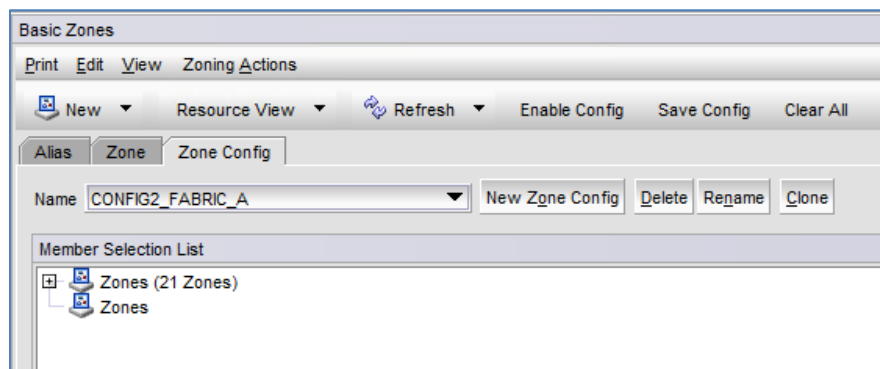 Basic Zones
Print Edit View Zoning Actions
New Resource View Refresh Enable Config Save Config Clear All
Alias Zone Zone Config
Name CONFIG2_FABRIC_A New Zone Config Delete Rename Clone
Member Selection List
Zones (21 Zones)
Zones